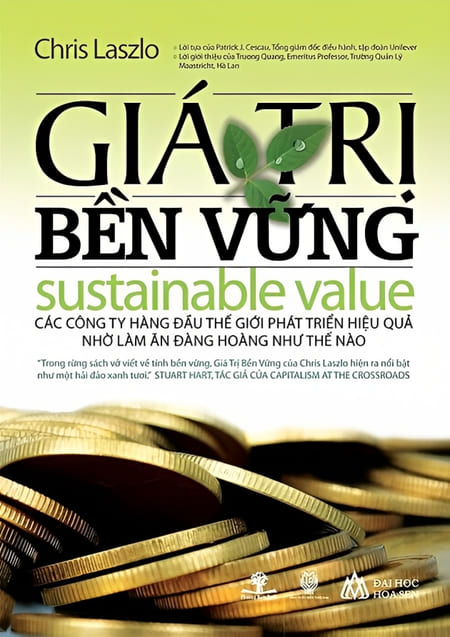 Chris Laszlo
Lời tựa của Patrick J. Cescau, Tổng giám đốc điều hành, tập đoàn Unilever
Lời giới thiệu của Truong Quang, Emeritus Professor, Trường Quản Lý
Maastricht, Hà Lan
GIÁ TRỊ
BỀN VỮNG
sustainable value
CÁC CÔNG TY HÀNG ĐẦU THẾ GIỚI PHÁT TRIỂN HIỆU QUẢ
NHỜ LÀM ĂN ĐÀNG HOÀNG NHƯ THẾ NÀO
"Trong rừng sách vở viết về tính bền vững, Giá Trị Bền Vững của Chris Laszlo hiện ra nổi bật
như một hải đảo xanh tươi." STUART HART, TÁC GIẢ CỦA CAPITALISM AT THE CROSSROADS
ĐẠI HỌC
HOA SEN